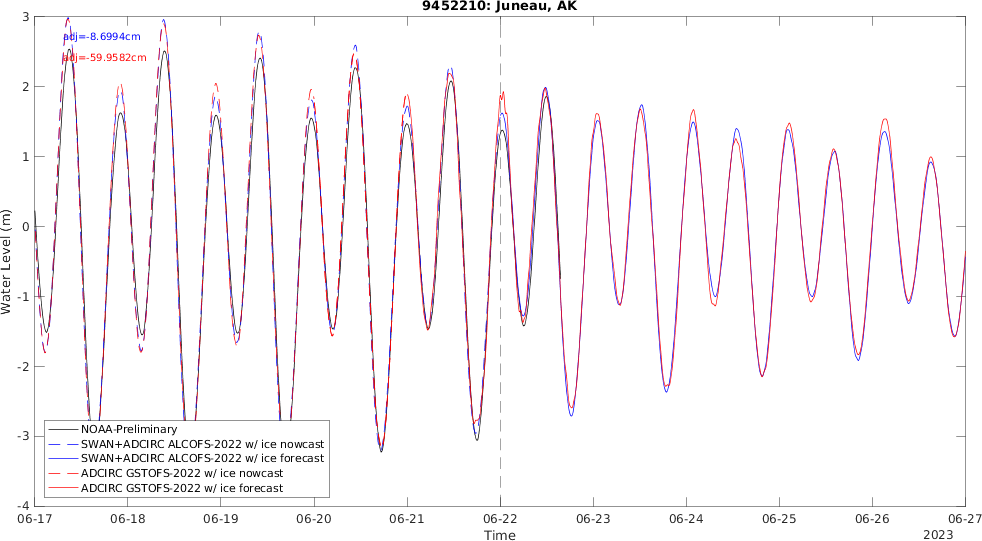 9452210: Juneau, AK
adj=-8.6994cm
adj=-59.9582cm
Water Level (m)
3
2
1
0
-1
-2
-3
-4
NOAA-Preliminary
SWAN+ADCIRC ALCOFS-2022 w/ ice nowcast
SWAN+ADCIRC ALCOFS-2022 w/ ice forecast
ADCIRC GSTOFS-2022 w/ ice nowcast
ADCIRC GSTOFS-2022 w/ ice forecast
06-17 06-18 06-19 06-20 06-21 06-22 06-23 06-24 06-25 06-26 06-27
Time
2023